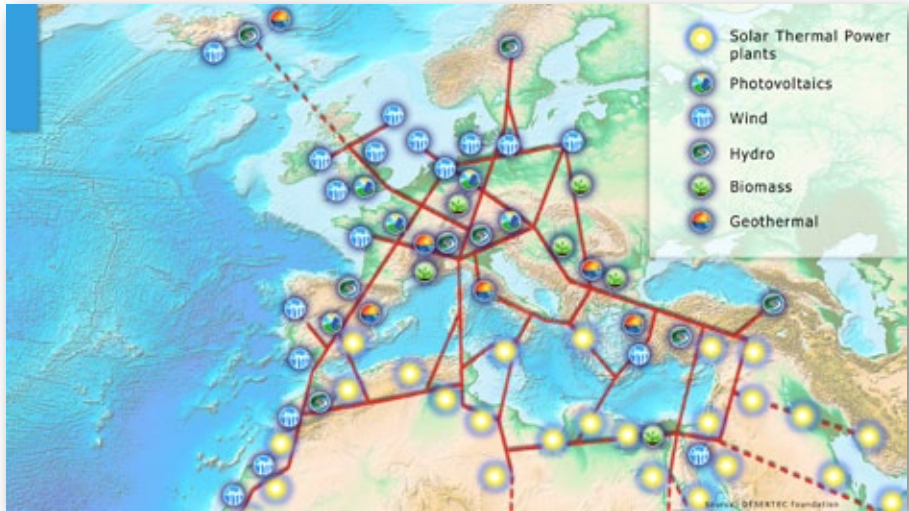 Solar Thermal Power
plants
Photovoltaics
Wind
Hydro
Biomass
Geothermal
Source: DESERTEC Foundation